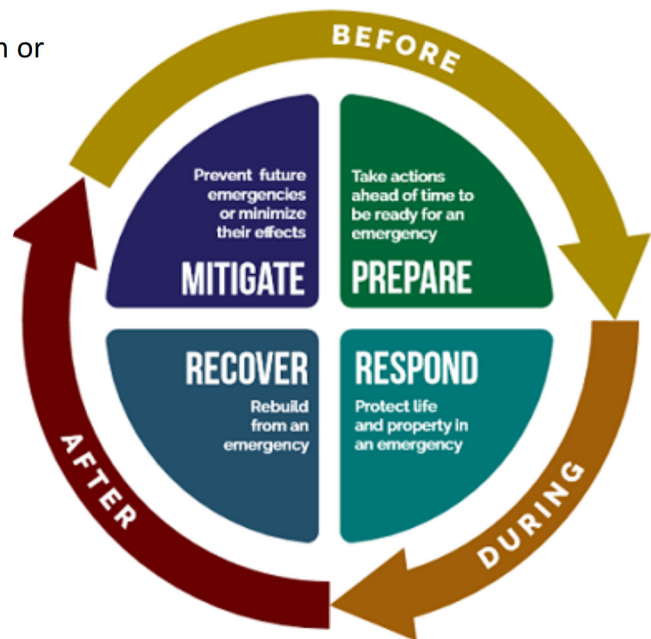 n or
BEFORE
Prevent future
emergencies
or minimize
their effects
MITIGATE
Take actions
ahead of time to
be ready for an
emergency
PREPARE
RECOVER
Rebuild
from an
emergency
RESPOND
Protect life
and property in
an emergency
AFTER
DURING